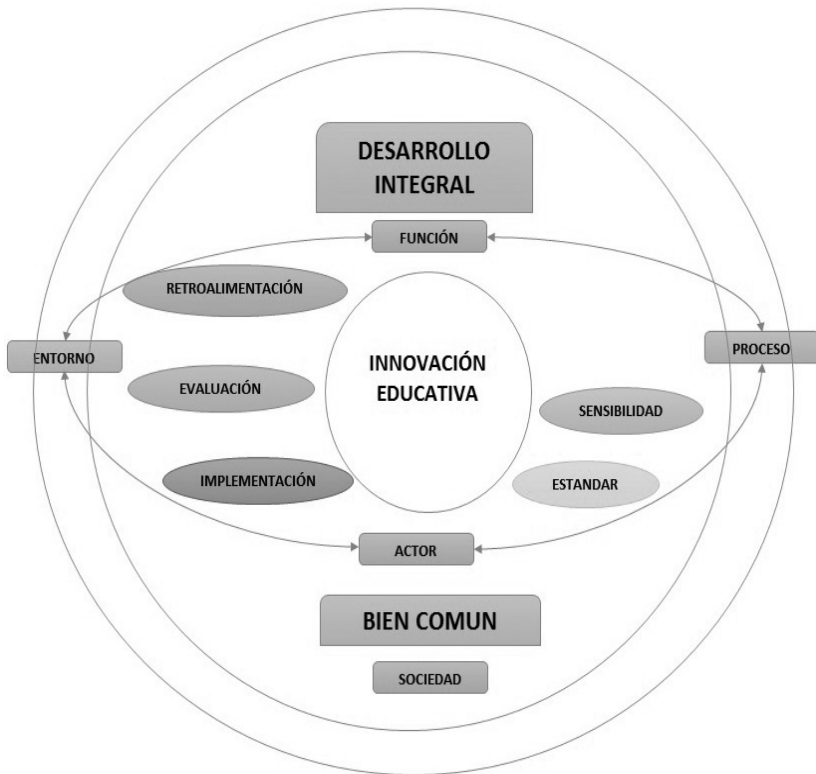 DESARROLLO
INTEGRAL
FUNCIÓN
RETROALIMENTACIÓN
ENTORNO
INNOVACIÓN
EDUCATIVA
PROCESO
EVALUACIÓN
SENSIBILIDAD
IMPLEMENTACIÓN
ESTANDAR
ACTOR
BIEN COMUN
SOCIEDAD